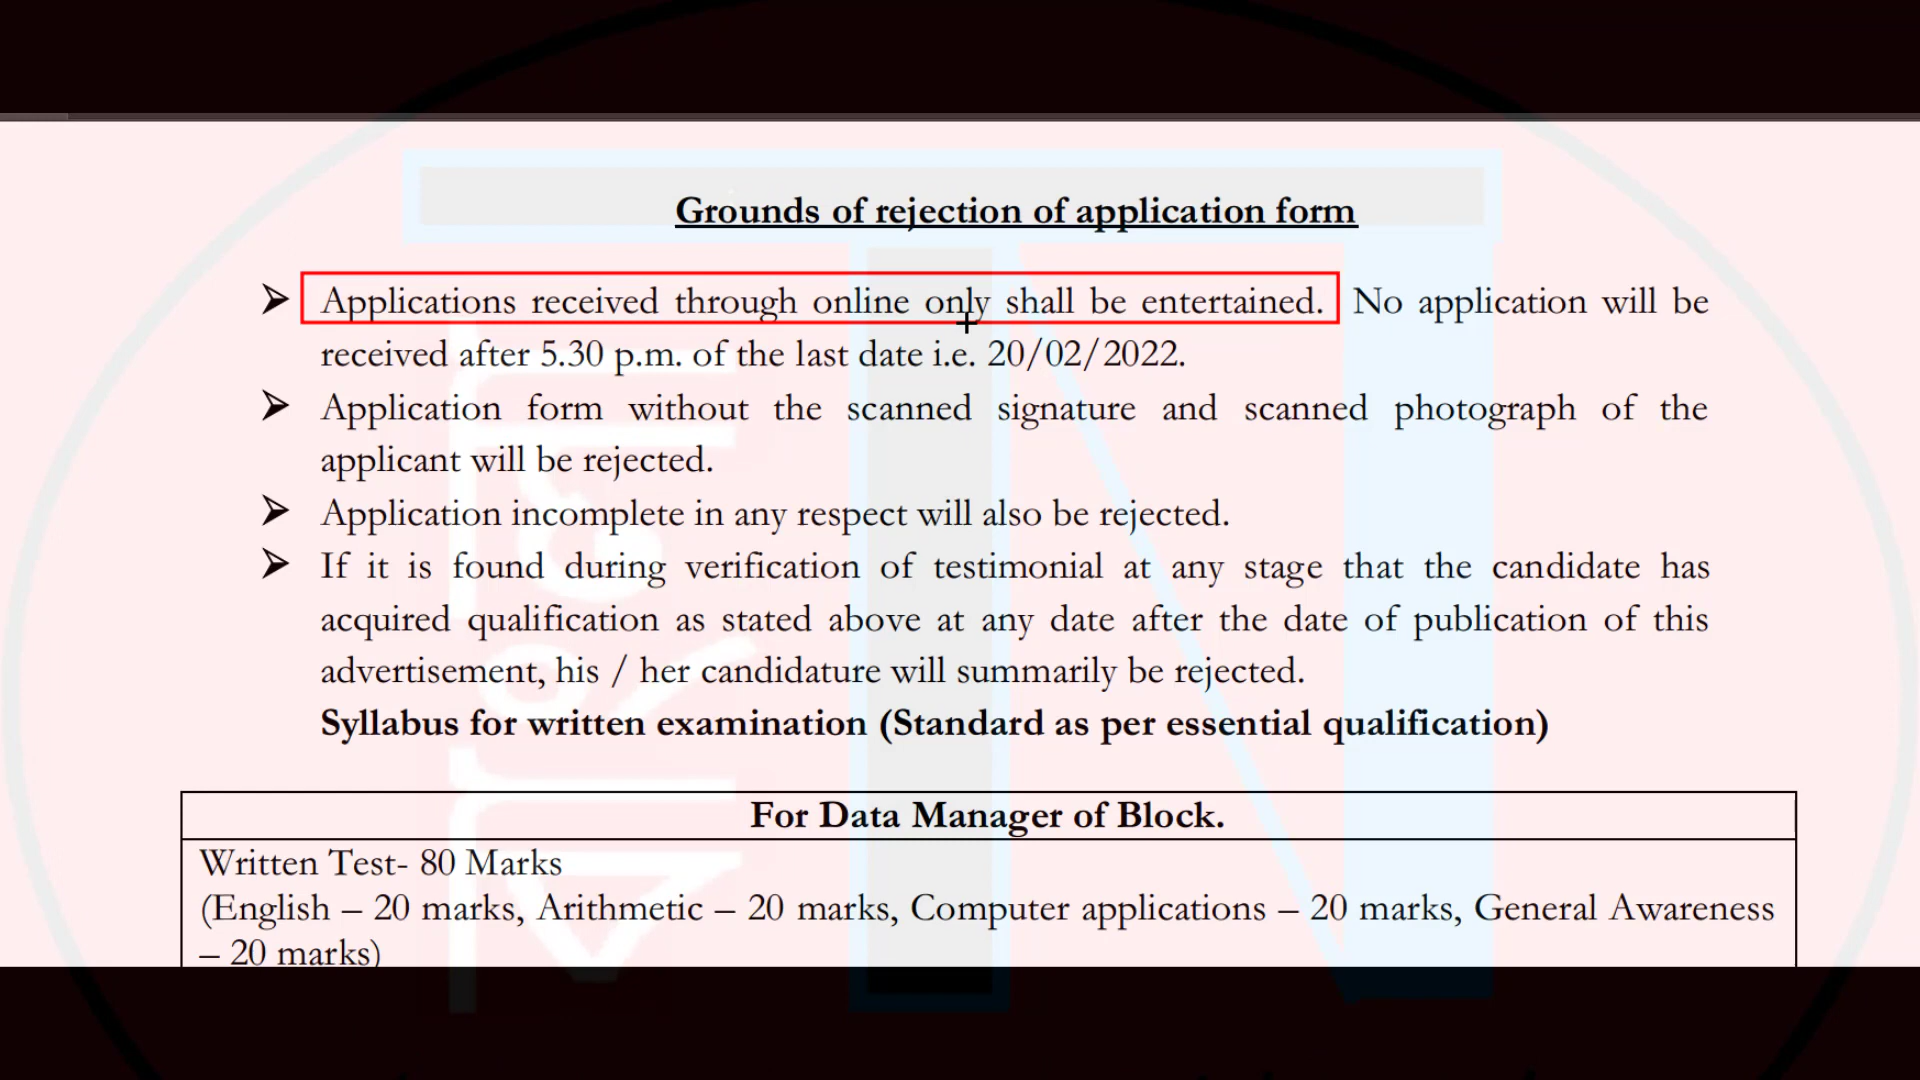 Grounds of rejection of application form
➢ Applications received through online only shall be entertained. No application will be
received after 5.30 p.m. of the last date i.e. 20/02/2022.
➢ Application form without the scanned signature and scanned photograph of the
applicant will be rejected.
➢ Application incomplete in any respect will also be rejected.
➢ If it is found during verification of testimonial at any stage that the candidate has
acquired qualification as stated above at any date after the date of publication of this
advertisement, his / her candidature will summarily be rejected.
Syllabus for written examination (Standard as per essential qualification)
For Data Manager of Block.
Written Test- 80 Marks
(English – 20 marks, Arithmetic – 20 marks, Computer applications – 20 marks, General Awareness
– 20 marks)